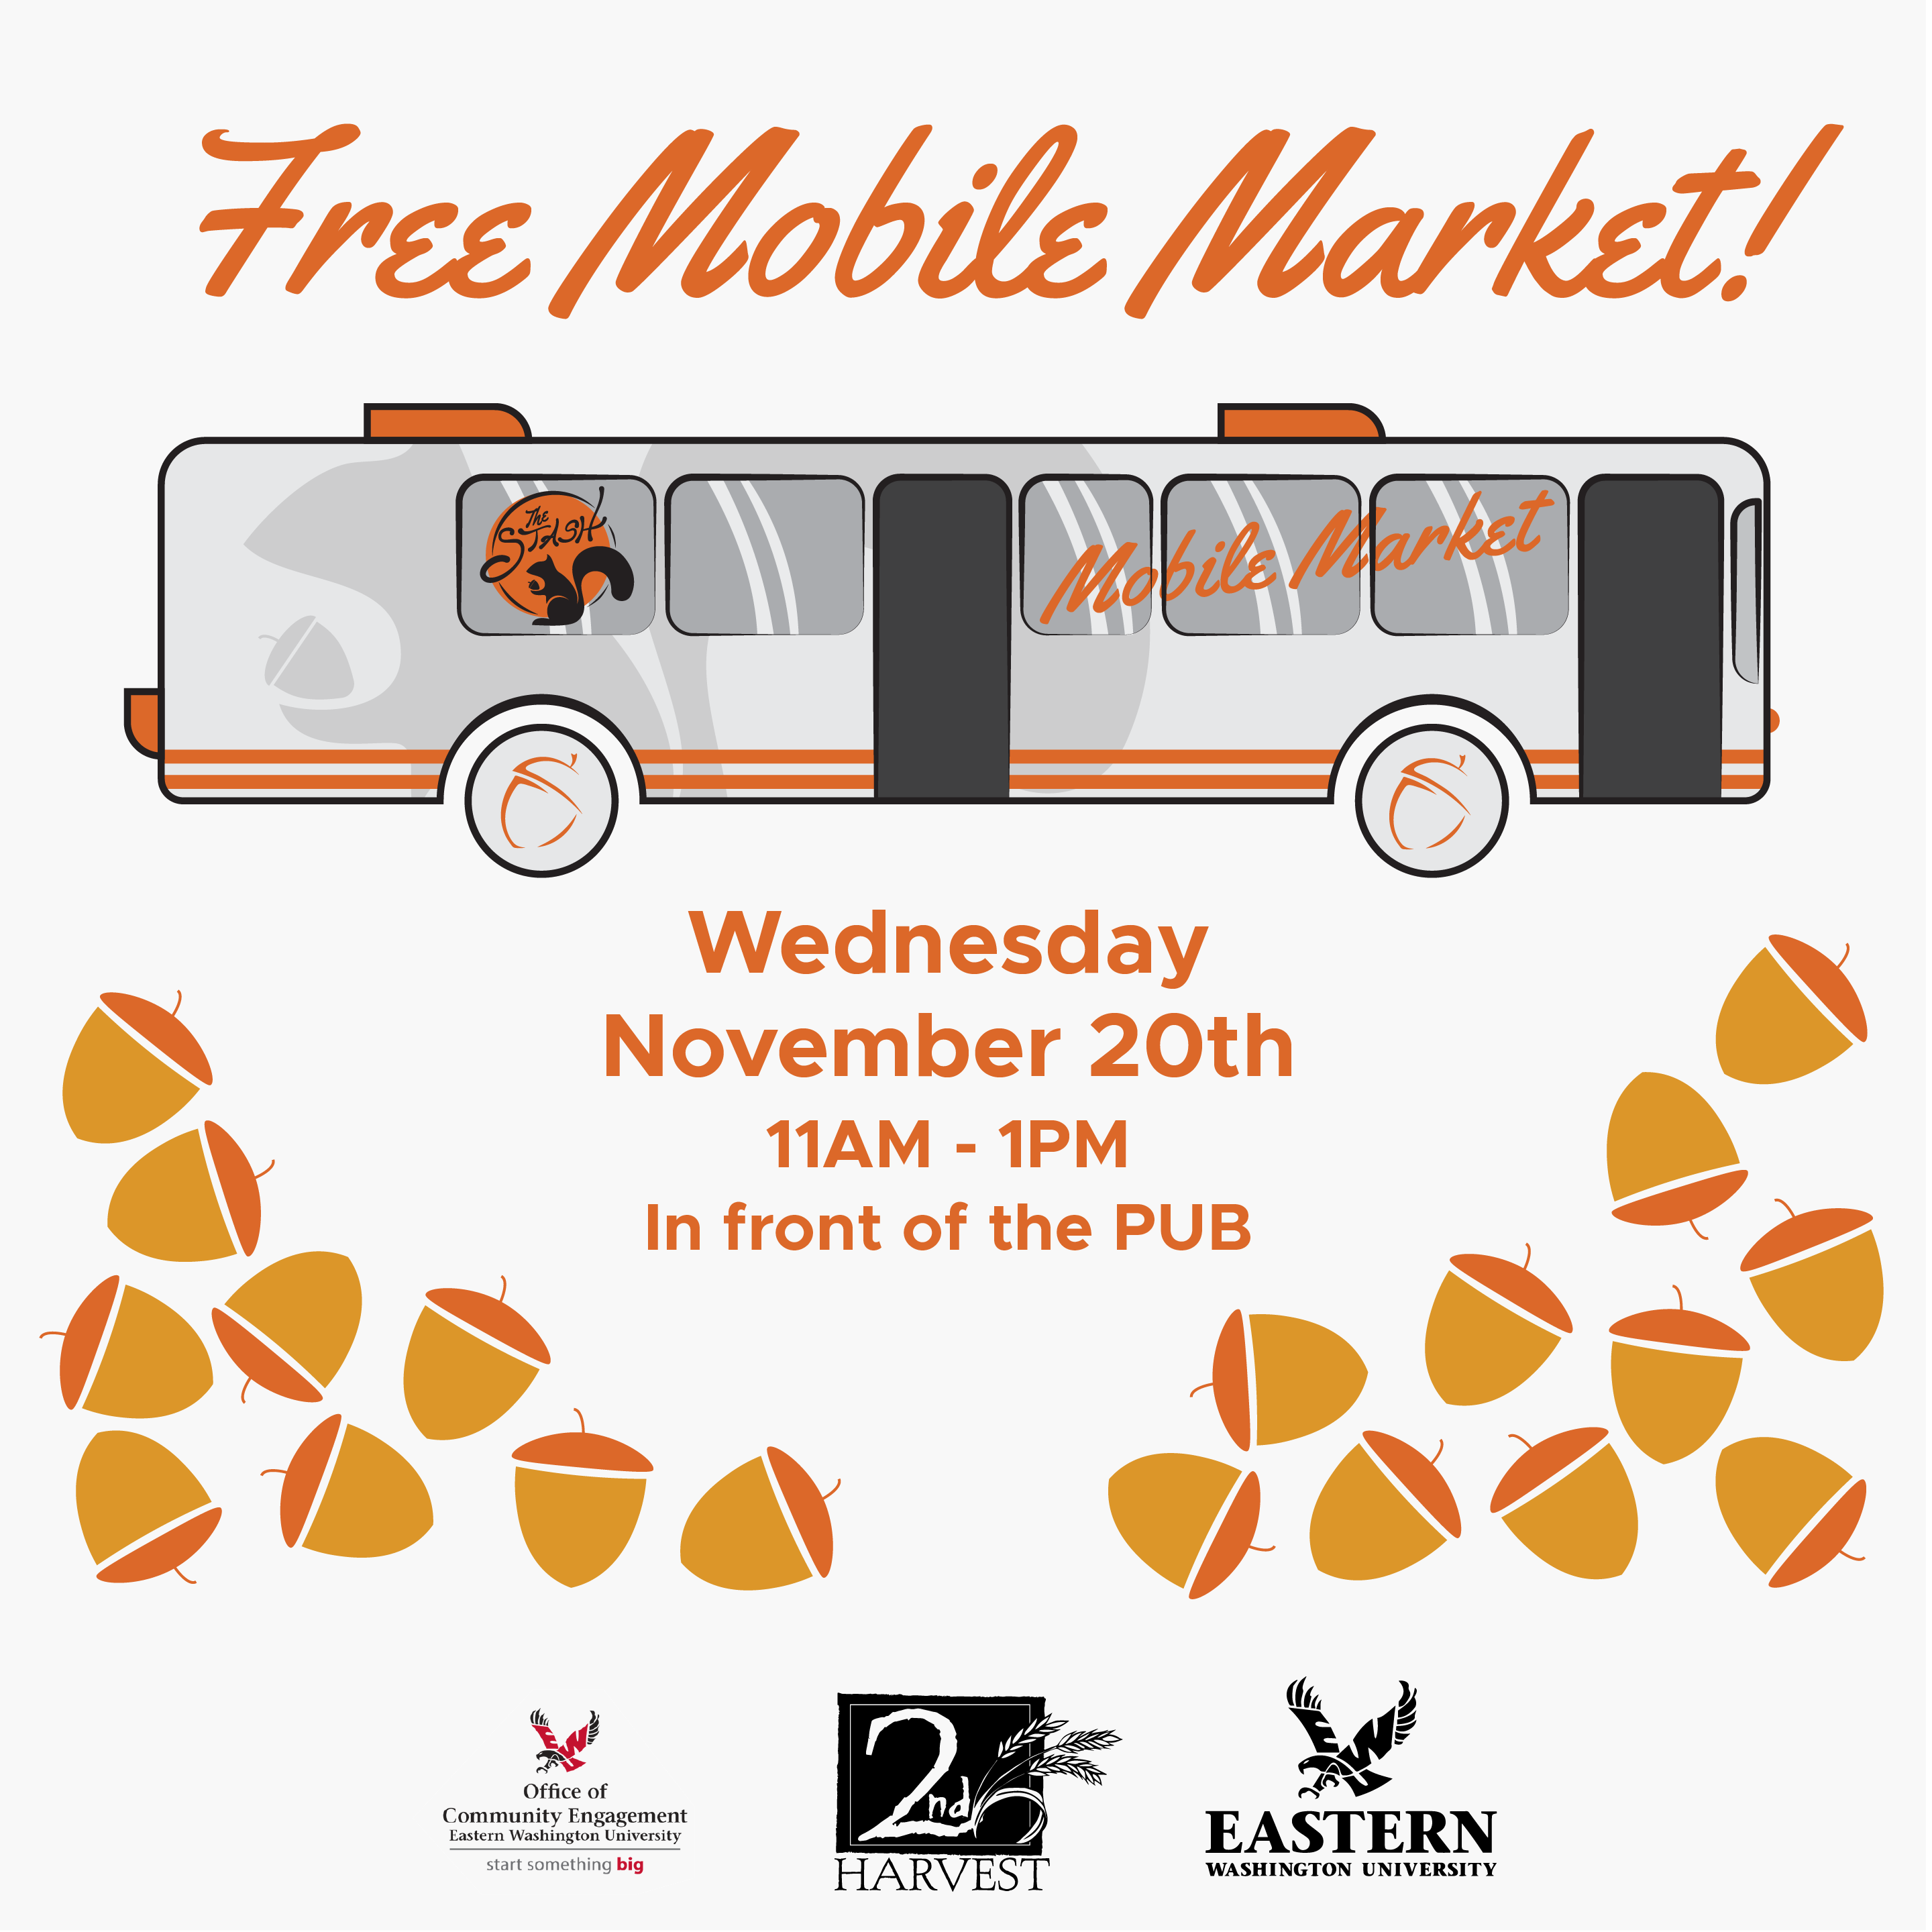 Free Mobile Market!
The
STASH
Mobile Market
Wednesday
November 20th
11AM - 1PM
In front of the PUB
Office of
Community Engagement
Eastern Washington University
start something big
2nd
HARVEST
EASTERN
WASHINGTON UNIVERSITY